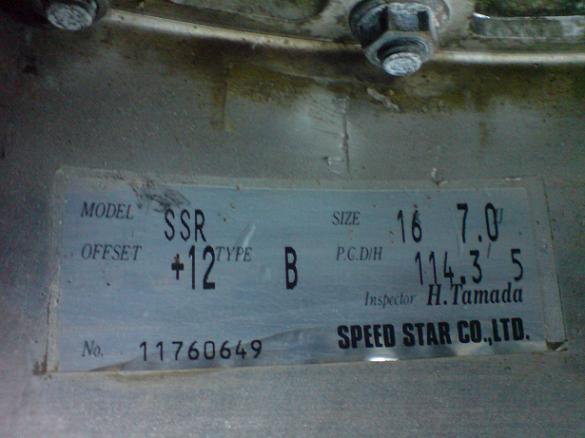 MODEL SSR SIZE 16 7.0J
OFFSET +12 TYPE B P.C.D/H 114.3 5
Inspector H.Tamada
No. 11760649 SPEED STAR CO.,LTD.